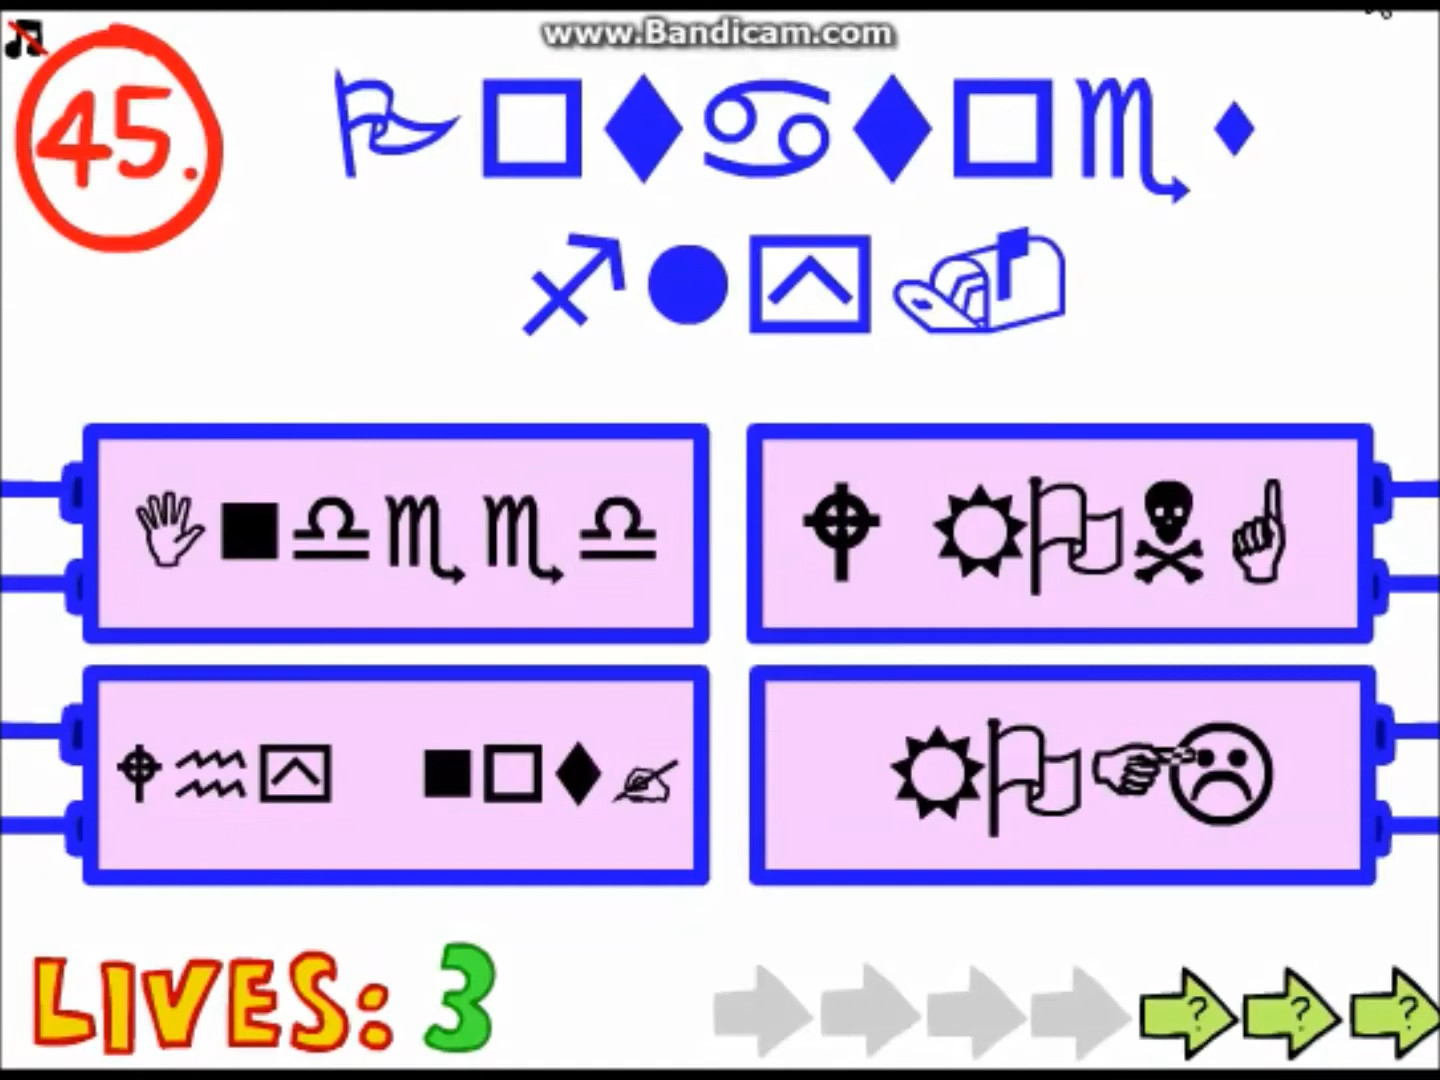 www.Bandicam.com
45.
🏱□⧫♋⧫□♏⬧
♐●⍓📬
🖐■♎♏♏♎
🕈 ☼🏳☠☝
🕈♒⍓ ■□⧫✍
☼🏳☞☹
LIVES: 3
? ? ?